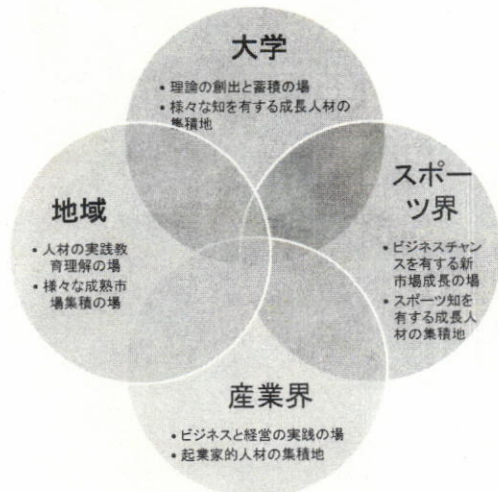 大学
• 理論の創出と蓄積の場
• 様々な知を有する成長人材の
集積地
地域
• 人材の実践教
育理解の場
• 様々な成熟市
場集積の場
スポー
ツ界
• ビジネスチャン
スを有する新
市場成長の場
• スポーツ知を
有する成長人
材の集積地
産業界
• ビジネスと経営の実践の場
• 起業家的人材の集積地